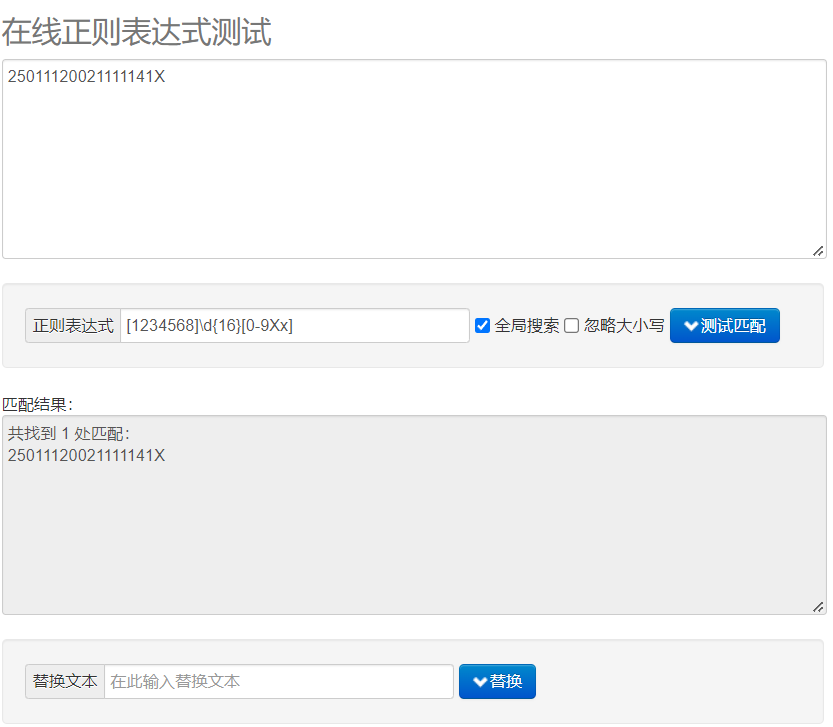 在线正则表达式测试
25011120021111141X
正则表达式 [1234568]\d{16}[0-9Xx] 全局搜索 忽略大小写 测试匹配
匹配结果：
共找到 1 处匹配：
25011120021111141X
替换文本 在此输入替换文本 替换